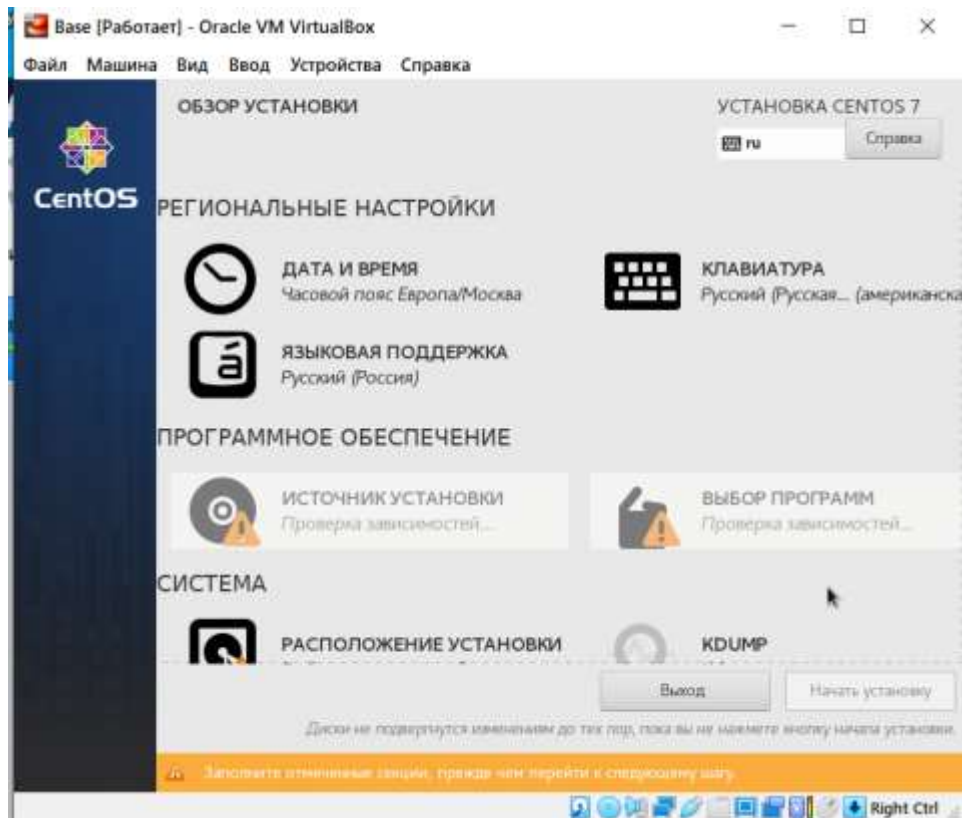 Base [Работает] - Oracle VM VirtualBox
Файл Машина Вид Ввод Устройства Справка
ОБЗОР УСТАНОВКИ
УСТАНОВКА CENTOS 7
ru Справка
CentOS
РЕГИОНАЛЬНЫЕ НАСТРОЙКИ
ДАТА И ВРЕМЯ
Часовой пояс Европа/Москва
КЛАВИАТУРА
Русский (Русская... (американска
ЯЗЫКОВАЯ ПОДДЕРЖКА
Русский (Россия)
ПРОГРАММНОЕ ОБЕСПЕЧЕНИЕ
ИСТОЧНИК УСТАНОВКИ
Проверка зависимостей...
ВЫБОР ПРОГРАММ
Проверка зависимостей...
СИСТЕМА
РАСПОЛОЖЕНИЕ УСТАНОВКИ
KDUMP
Выход Начать установку
Диски не подвергнутся изменениям до тех пор, пока вы не нажмете кнопку начала установки.
Заполните отмеченные секции, прежде чем перейти к следующему шагу.
Right Ctrl